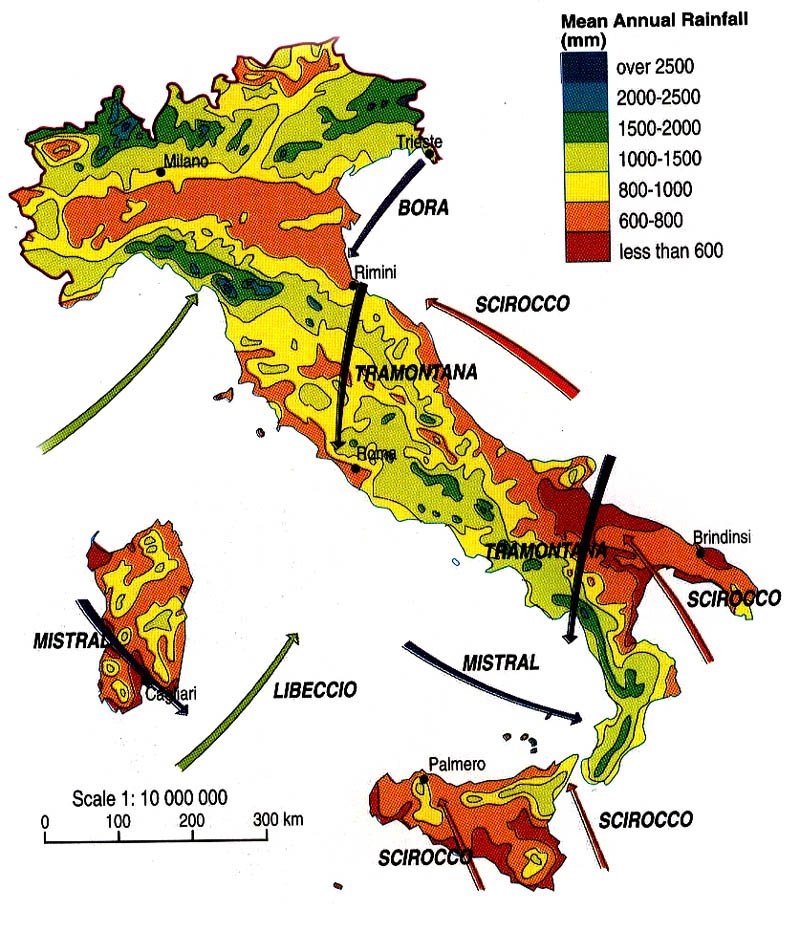 Mean Annual Rainfall
(mm)
over 2500
2000-2500
1500-2000
1000-1500
800-1000
600-800
less than 600
Trieste
Milano
BORA
Rimini
SCIROCCO
TRAMONTANA
Roma
Brindinsi
TRAMONTANA
SCIROCCO
MISTRAL
MISTRAL
LIBECCIO
Cagliari
Palmero
Scale 1: 10 000 000
0 100 200 300 km
SCIROCCO
SCIROCCO